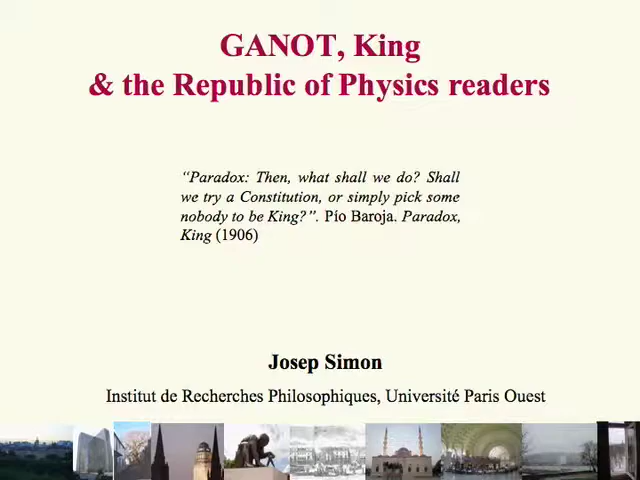 GANOT, King
& the Republic of Physics readers
“Paradox: Then, what shall we do? Shall
we try a Constitution, or simply pick some
nobody to be King?”. Pío Baroja. Paradox,
King (1906)
Josep Simon
Institut de Recherches Philosophiques, Université Paris Ouest